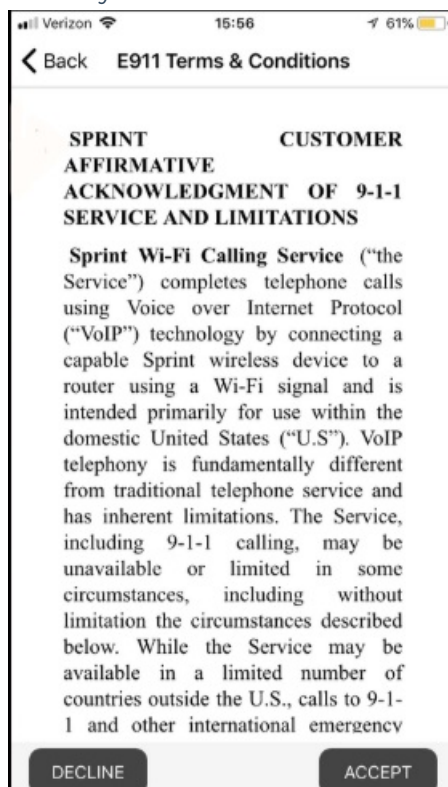 Verizon 15:56 61%
Back E911 Terms & Conditions
SPRINT CUSTOMER
AFFIRMATIVE
ACKNOWLEDGMENT OF 9-1-1
SERVICE AND LIMITATIONS
Sprint Wi-Fi Calling Service (“the
Service”) completes telephone calls
using Voice over Internet Protocol
(“VoIP”) technology by connecting a
capable Sprint wireless device to a
router using a Wi-Fi signal and is
intended primarily for use within the
domestic United States (“U.S”). VoIP
telephony is fundamentally different
from traditional telephone service and
has inherent limitations. The Service,
including 9-1-1 calling, may be
unavailable or limited in some
circumstances, including without
limitation the circumstances described
below. While the Service may be
available in a limited number of
countries outside the U.S., calls to 9-1-
1 and other international emergency
DECLINE ACCEPT